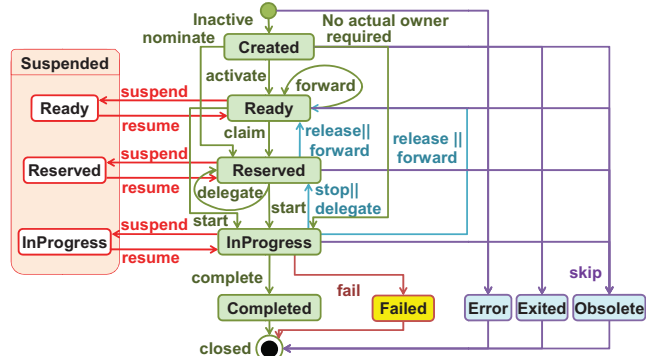 Inactive
No actual owner
required
nominate
Created
Suspended
activate
forward
suspend
Ready
Ready
resume
claim
release||
forward
release ||
forward
suspend
Reserved
Reserved
resume
delegate
stop||
delegate
start
start
suspend
InProgress
InProgress
resume
complete
fail
skip
Completed
Failed
Error
Exited
Obsolete
closed